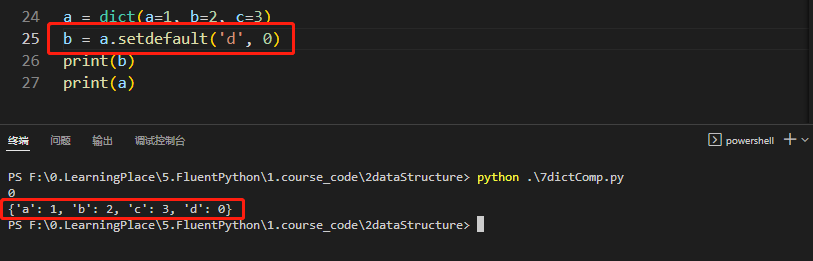 24 a = dict(a=1, b=2, c=3)
25 b = a.setdefault('d', 0)
26 print(b)
27 print(a)
终端 问题 输出 调试控制台 powershell
PS F:\0.LearningPlace\5.FluentPython\1.course_code\2dataStructure> python .\7dictComp.py
0
{'a': 1, 'b': 2, 'c': 3, 'd': 0}
PS F:\0.LearningPlace\5.FluentPython\1.course_code\2dataStructure>